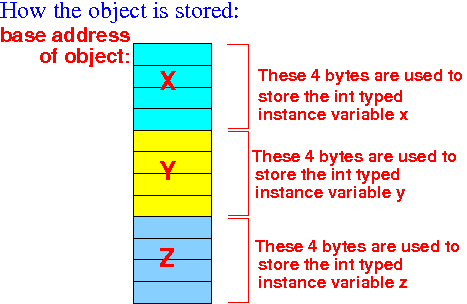 How the object is stored:
base address
of object:
X
These 4 bytes are used to
store the int typed
instance variable x
Y
These 4 bytes are used to
store the int typed
instance variable y
Z
These 4 bytes are used to
store the int typed
instance variable z